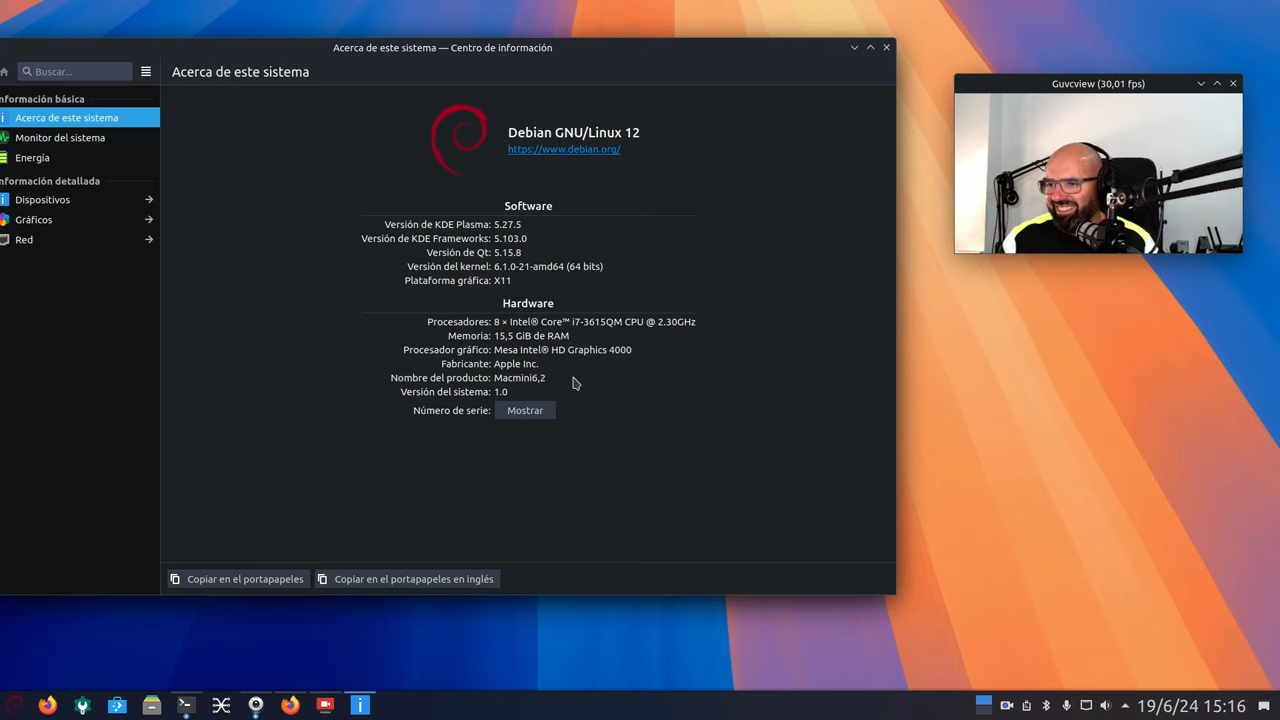 Acerca de este sistema — Centro de información
Buscar...
Acerca de este sistema
nformación básica
Acerca de este sistema
Monitor del sistema
Energía
nformación detallada
Dispositivos
Gráficos
Red
Debian GNU/Linux 12
https://www.debian.org/
Software
Versión de KDE Plasma: 5.27.5
Versión de KDE Frameworks: 5.103.0
Versión de Qt: 5.15.8
Versión del kernel: 6.1.0-21-amd64 (64 bits)
Plataforma gráfica: X11
Hardware
Procesadores: 8 × Intel® Core™ i7-3615QM CPU @ 2.30GHz
Memoria: 15,5 GiB de RAM
Procesador gráfico: Mesa Intel® HD Graphics 4000
Fabricante: Apple Inc.
Nombre del producto: Macmini6,2
Versión del sistema: 1.0
Número de serie: Mostrar
Copiar en el portapapeles
Copiar en el portapapeles en inglés
Guvcview (30,01 fps)
19/6/24 15:16